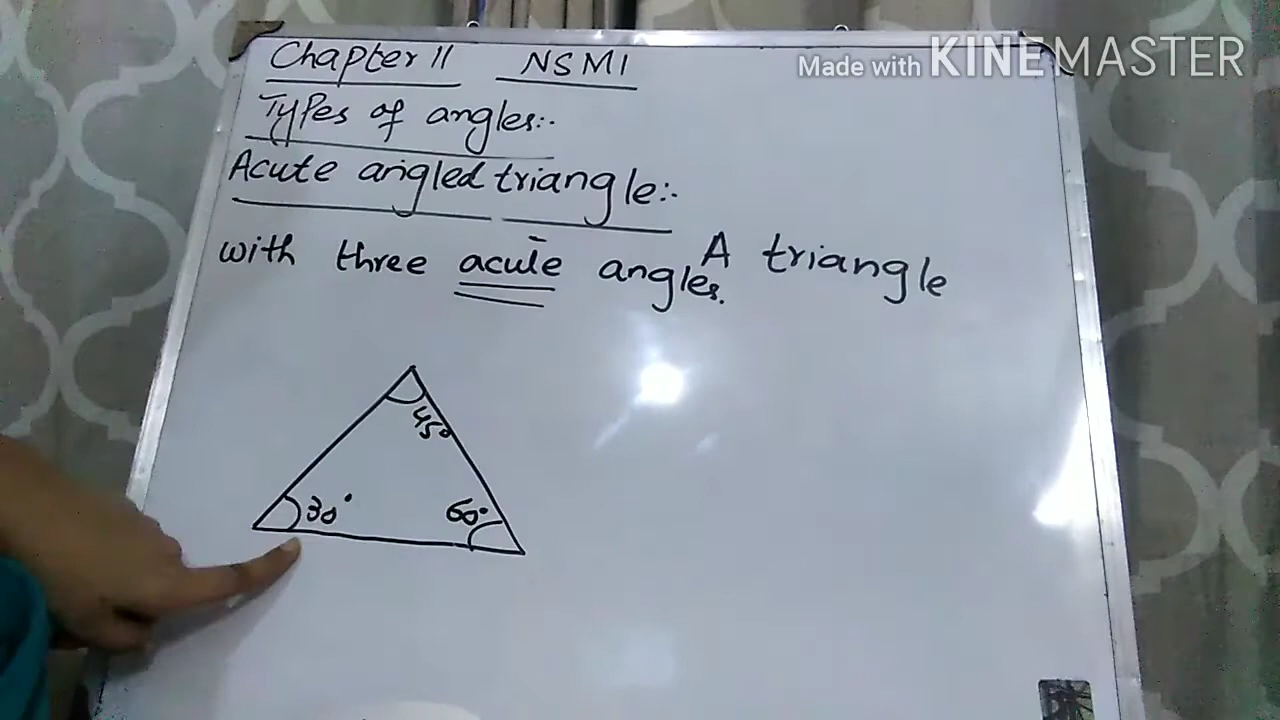 Chapter 11 NSM1
Made with KINEMASTER
Types of angles:.
Acute angled triangle:-
A triangle
with three acute angles.
45°
30°
60°